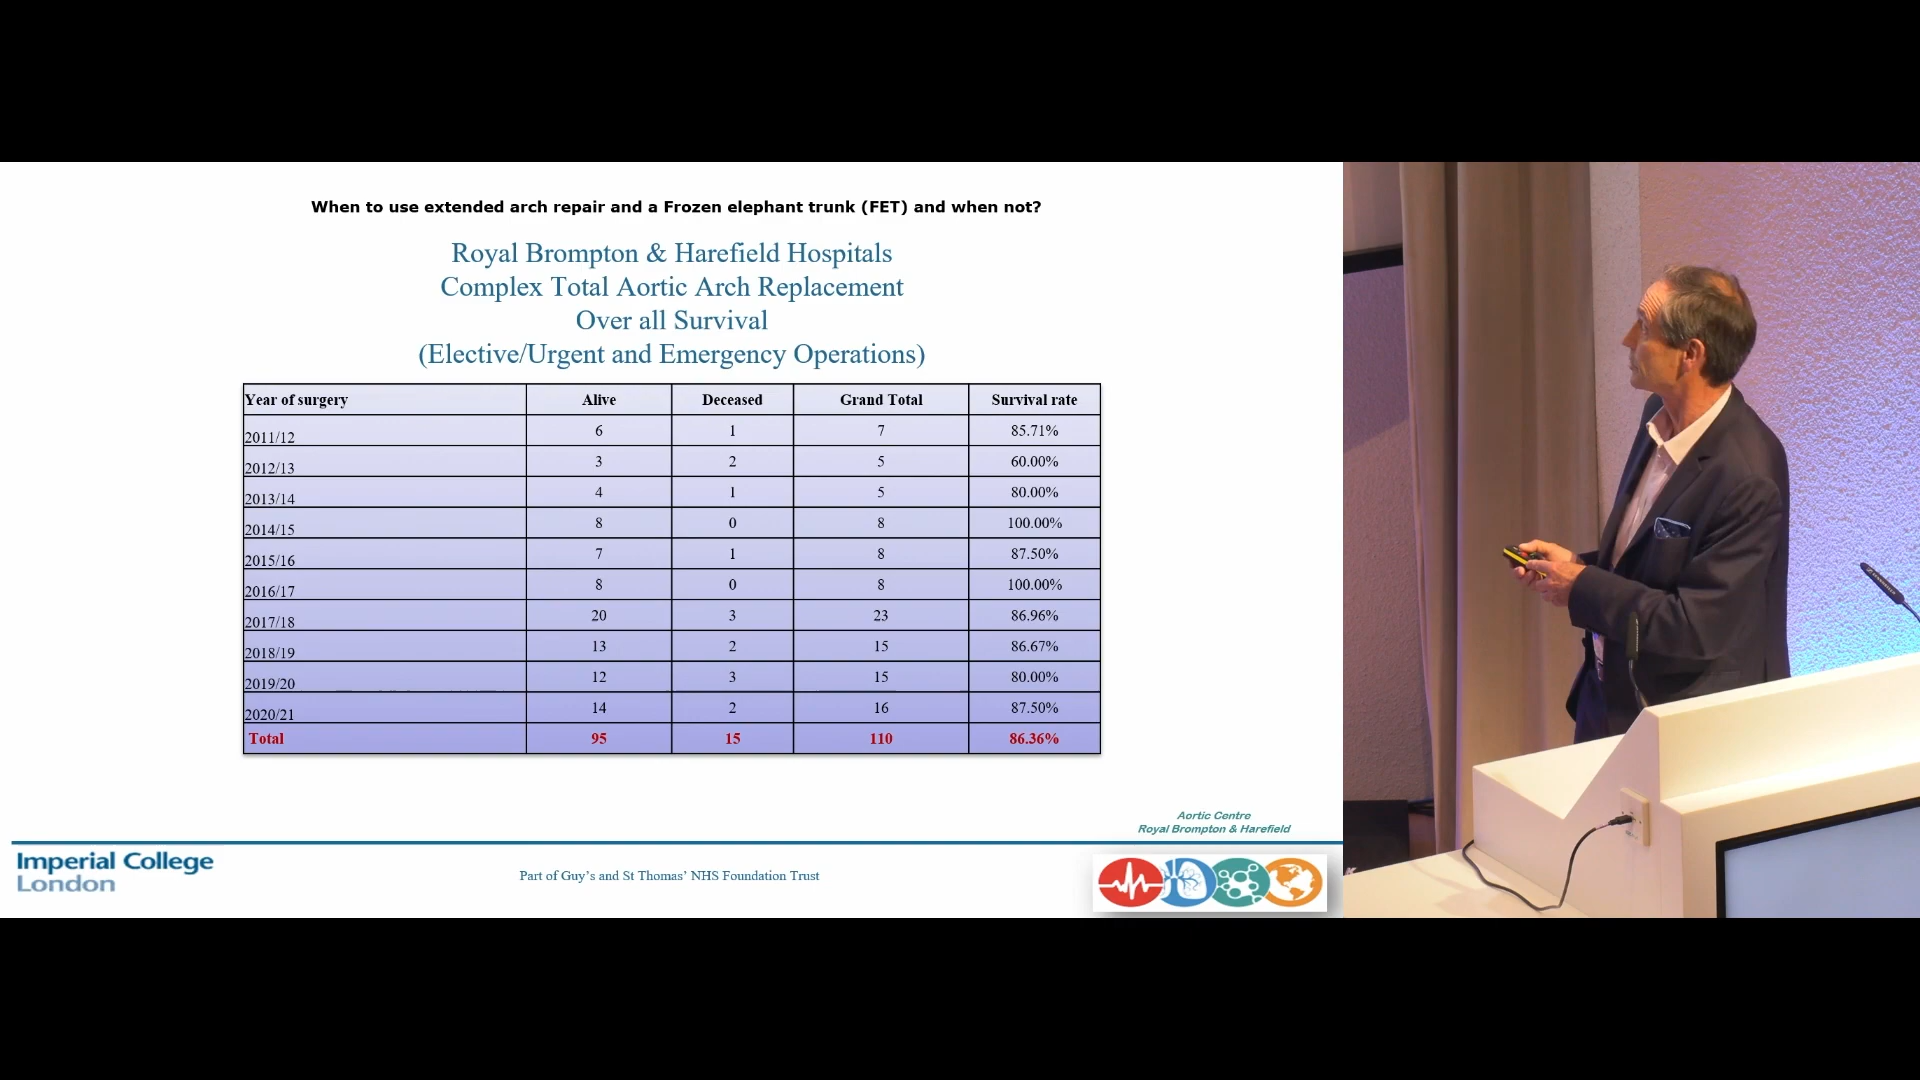 When to use extended arch repair and a Frozen elephant trunk (FET) and when not?
Royal Brompton & Harefield Hospitals
Complex Total Aortic Arch Replacement
Over all Survival
(Elective/Urgent and Emergency Operations)
Year of surgery Alive Deceased Grand Total Survival rate
2011/12 6 1 7 85.71%
2012/13 3 2 5 60.00%
2013/14 4 1 5 80.00%
2014/15 8 0 8 100.00%
2015/16 7 1 8 87.50%
2016/17 8 0 8 100.00%
2017/18 20 3 23 86.96%
2018/19 13 2 15 86.67%
2019/20 12 3 15 80.00%
2020/21 14 2 16 87.50%
Total 95 15 110 86.36%
Aortic Centre
Royal Brompton & Harefield
Imperial College
London
Part of Guy's and St Thomas' NHS Foundation Trust